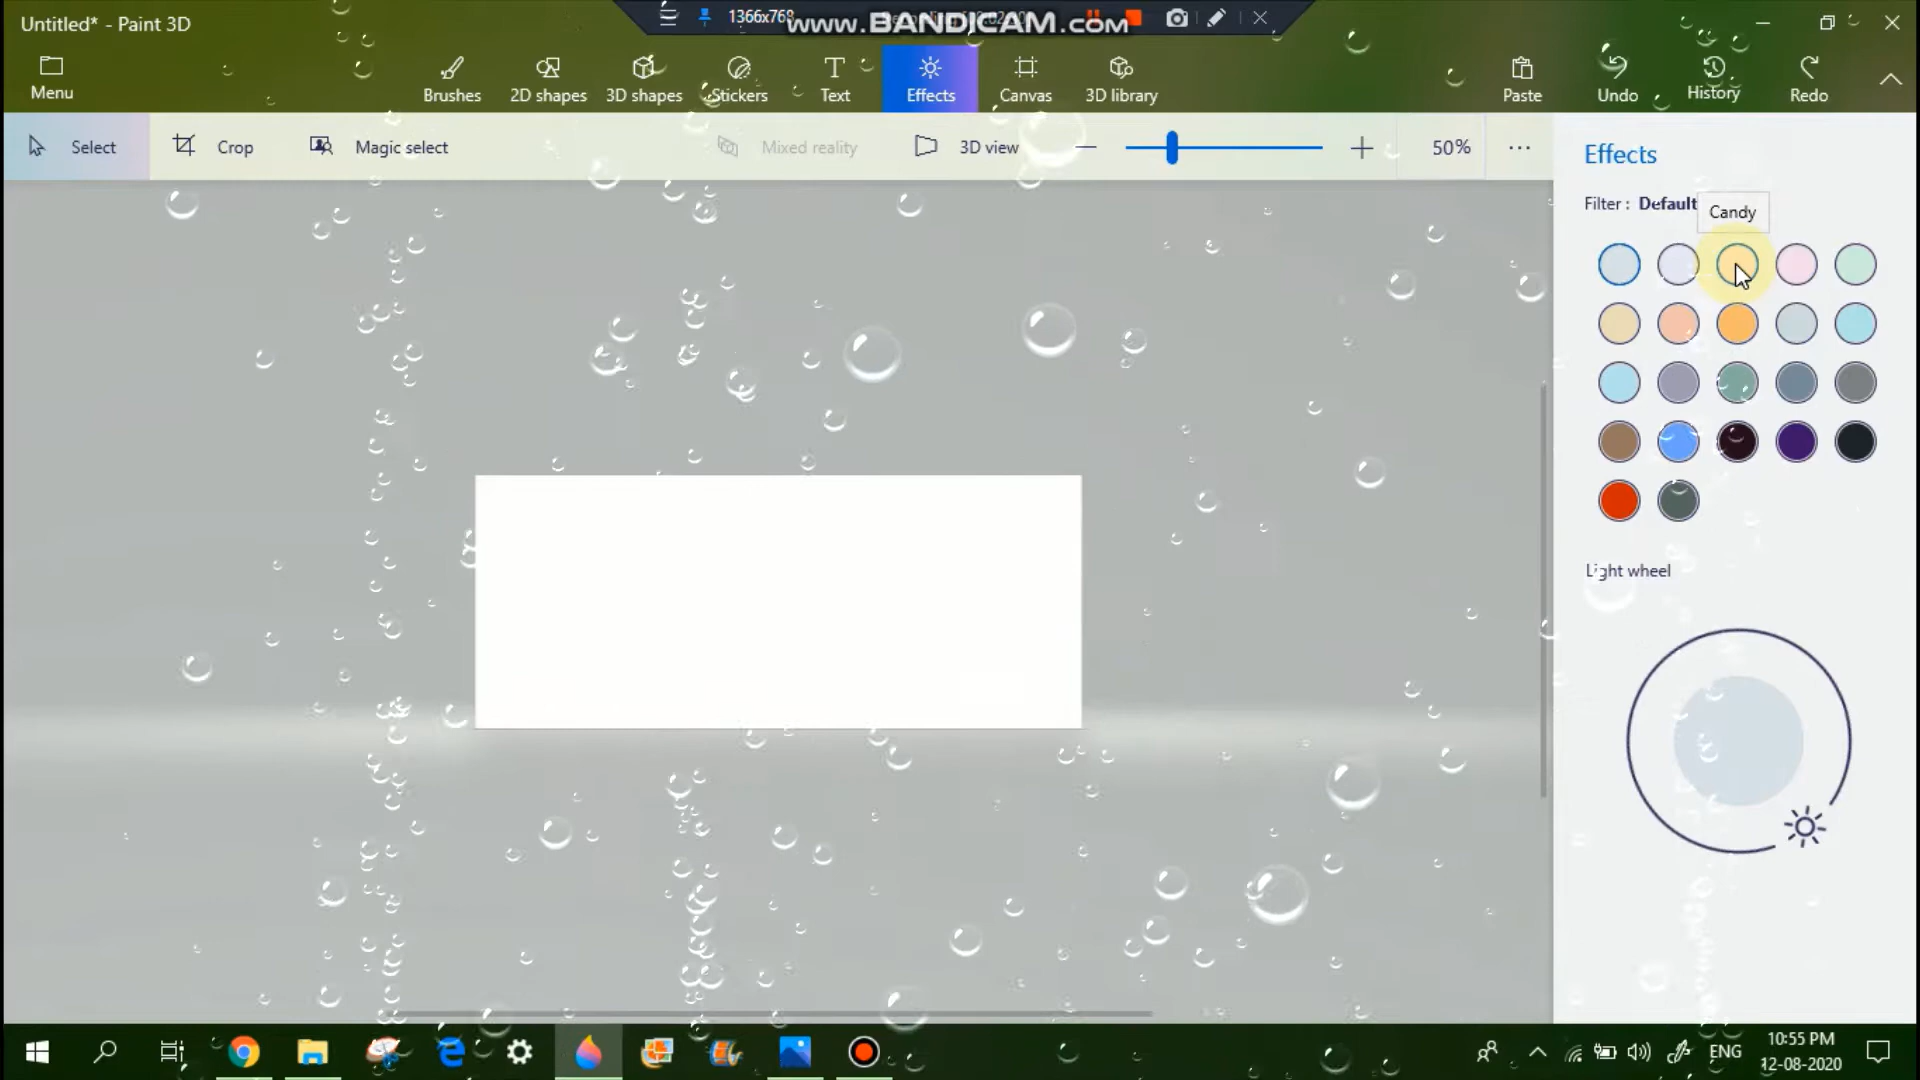 Untitled* - Paint 3D
1366x768
www.BANDICAM.com
Menu
Brushes
2D shapes
3D shapes
Stickers
Text
Effects
Canvas
3D library
Paste
Undo
History
Redo
Select
Crop
Magic select
Mixed reality
3D view
50%
Effects
Filter : Default
Candy
Light wheel
ENG
10:55 PM
12-08-2020